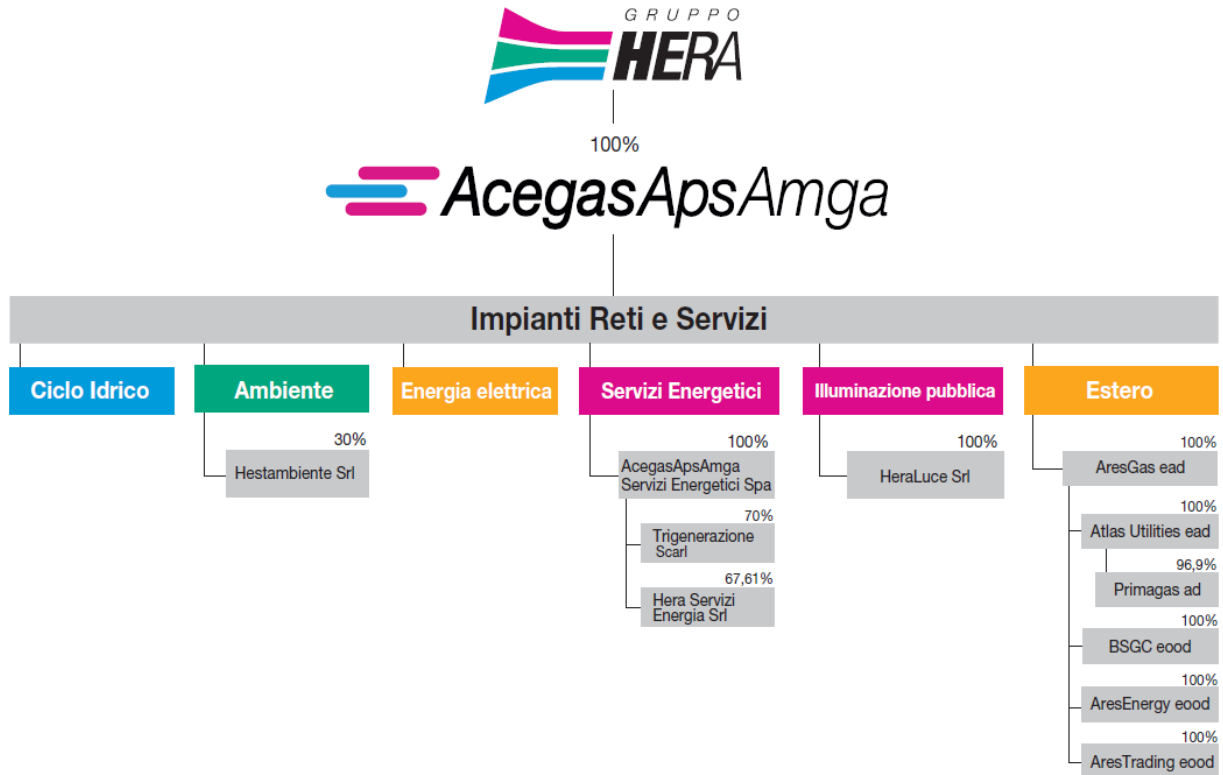 GRUPPO
HERA
100%
AcegasApsAmga
Impianti Reti e Servizi
Ciclo Idrico
Ambiente
Energia elettrica
Servizi Energetici
Illuminazione pubblica
Estero
30%
Hestambiente Srl
100%
AcegasApsAmga
Servizi Energetici Spa
70%
Trigenerazione
Scarl
67,61%
Hera Servizi
Energia Srl
100%
HeraLuce Srl
100%
AresGas ead
100%
Atlas Utilities ead
96,9%
Primagas ad
100%
BSGC eood
100%
AresEnergy eood
100%
AresTrading eood